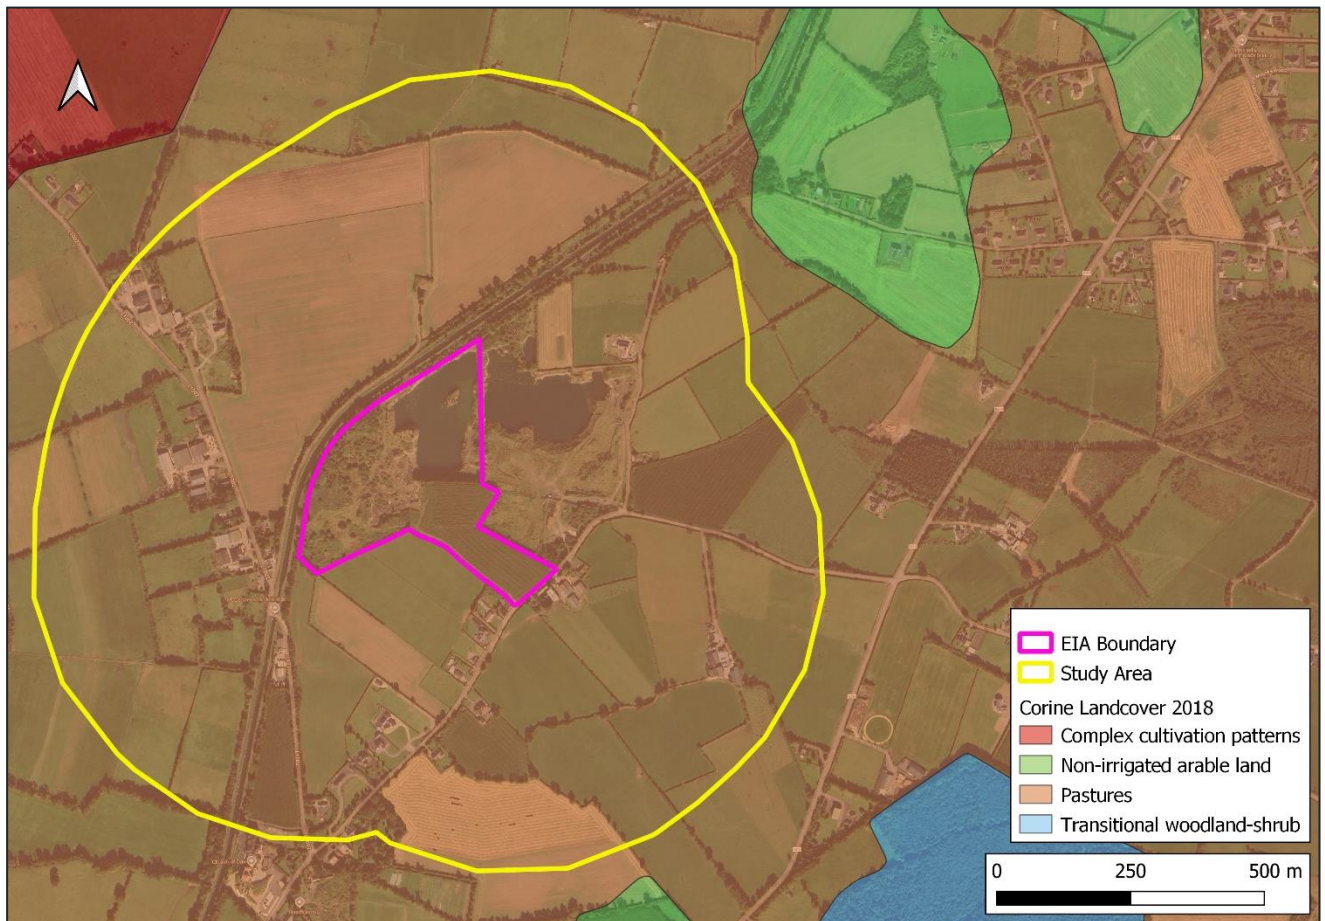 EIA Boundary
Study Area
Corine Landcover 2018
Complex cultivation patterns
Non-irrigated arable land
Pastures
Transitional woodland-shrub
0 250 500 m